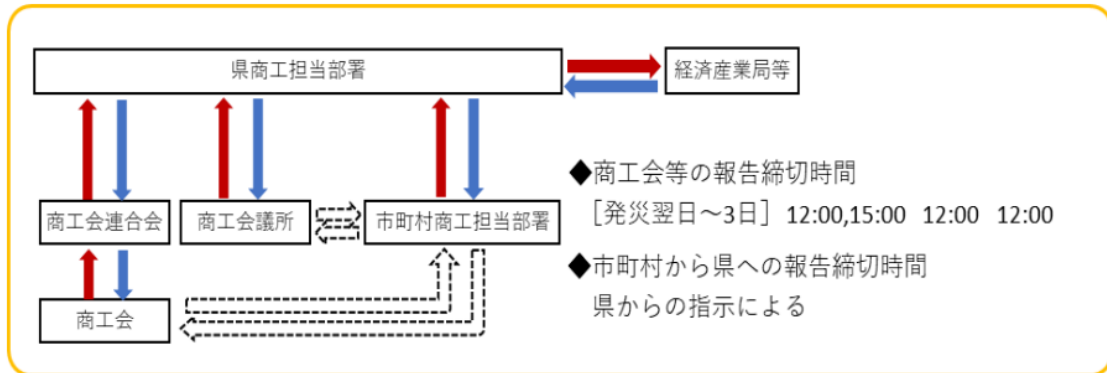 県商工担当部署
経済産業局等
商工会連合会
商工会議所
市町村商工担当部署
商工会
◆商工会等の報告締切時間
［発災翌日～3日］ 12:00,15:00 12:00 12:00
◆市町村から県への報告締切時間
県からの指示による